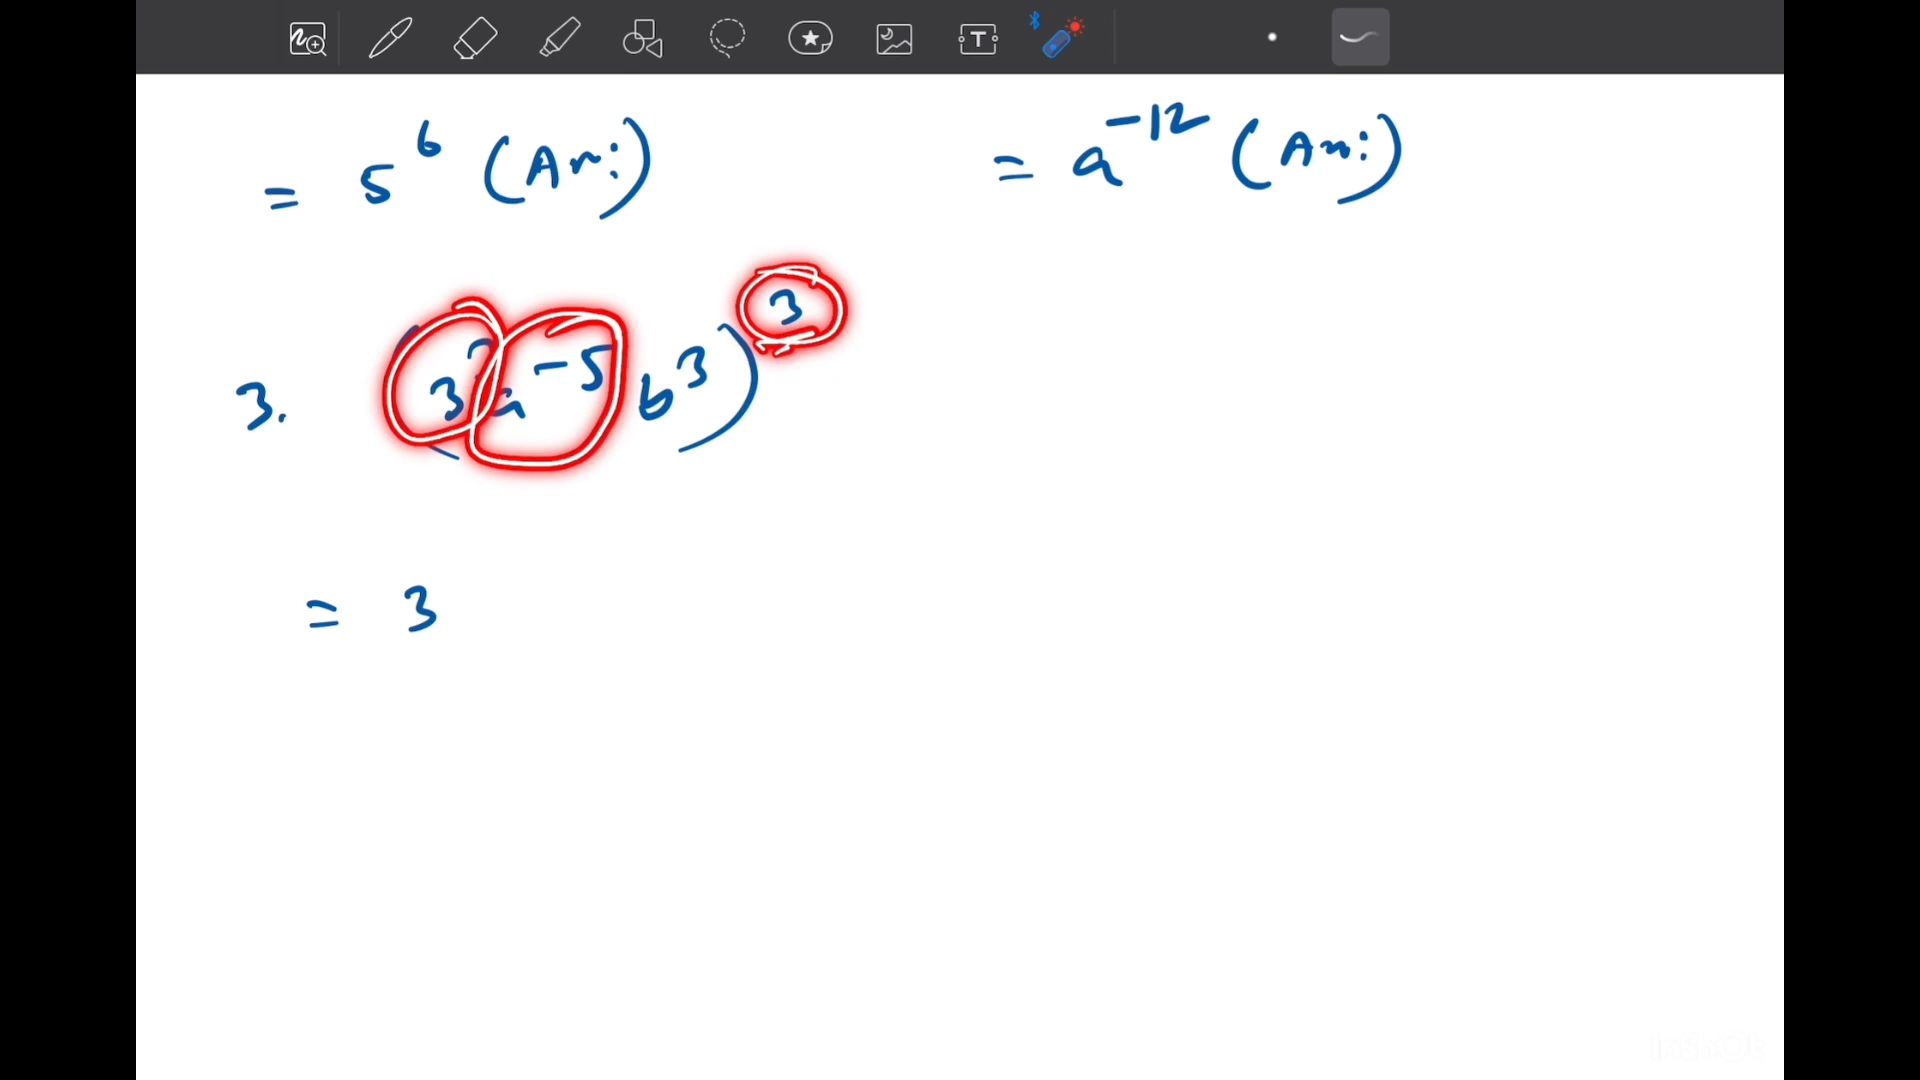 = 5^6 (Ans:)
= a^-12 (Ans:)
3. (3^2 a^-5 b^3)^3
= 3